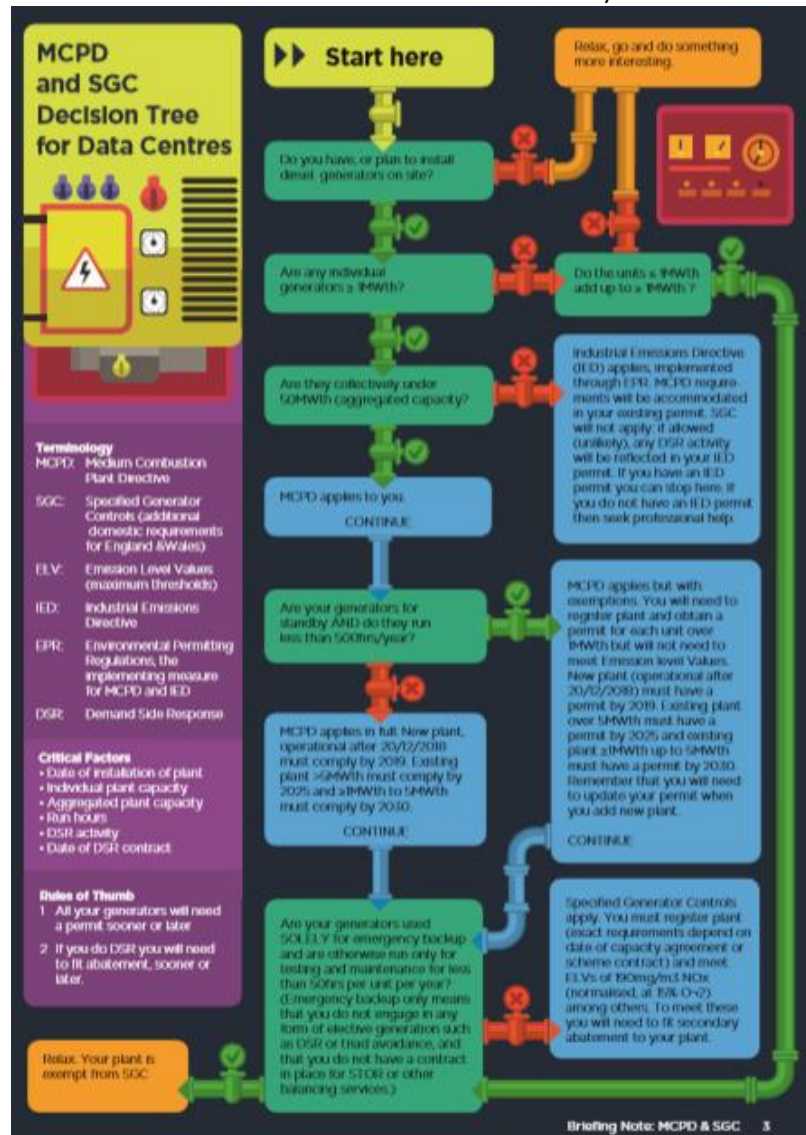 MCPD
and SGC
Decision Tree
for Data Centres
Start here
Relax, go and do something
more interesting.
Do you have, or plan to install
diesel generators on site?
Are any individual
generators ≥ 1MWth?
Do the units ≤ 1MWth
add up to ≥ 1MWth ?
Are they collectively under
50MWth (aggregated capacity?
Industrial Emissions Directive
(IED) applies, implemented
through EPR. MCPD require-
ments will be accommodated
in your existing permit. SGC
will not apply: if allowed
(unlikely), any DSR activity
will be reflected in your IED
permit. If you have an IED
permit you can stop here. If
you do not have an IED permit
then seek professional help.
MCPD applies to you.
CONTINUE
Are your generators for
standby AND do they run
less than 500hrs/year?
MCPD applies but with
exemptions. You will need to
register plant and obtain a
permit for each unit over
1MWth but will not need to
meet Emission level Values.
New plant (operational after
20/12/2018) must have a
permit by 2019. Existing plant
over 5MWth must have a
permit by 2025 and existing
plant ≥1MWth up to 5MWth
must have a permit by 2030.
Remember that you will need
to update your permit when
you add new plant.
CONTINUE
MCPD applies in full. New plant,
operational after 20/12/2018
must comply by 2019. Existing
plant >5MWth must comply by
2025 and ≥1MWth to 5MWth
must comply by 2030.
CONTINUE
Are your generators used
SOLELY for emergency backup
and are otherwise run only for
testing and maintenance for less
than 50hrs per unit per year?
(Emergency backup only means
that you do not engage in any
form of elective generation such
as DSR or triad avoidance, and
that you do not have a contract
in place for STOR or other
balancing services.)
Specified Generator Controls
apply. You must register plant
(exact requirements depend on
date of capacity agreement or
scheme contract) and meet
ELVs of 190mg/m3 NOx
(normalised, at 15% O¬2)
among others. To meet these
you will need to fit secondary
abatement to your plant.
Relax. Your plant is
exempt from SGC
Terminology
MCPD: Medium Combustion
Plant Directive
SGC: Specified Generator
Controls (additional
domestic requirements
for England &Wales)
ELV: Emission Level Values
(maximum thresholds)
IED: Industrial Emissions
Directive
EPR: Environmental Permitting
Regulations, the
implementing measure
for MCPD and IED
DSR: Demand Side Response
Critical Factors
• Date of installation of plant
• Individual plant capacity
• Aggregated plant capacity
• Run hours
• DSR activity
• Date of DSR contract
Rules of Thumb
1 All your generators will need
a permit sooner or later
2 If you do DSR you will need
to fit abatement, sooner or
later.
Briefing Note: MCPD & SGC 3